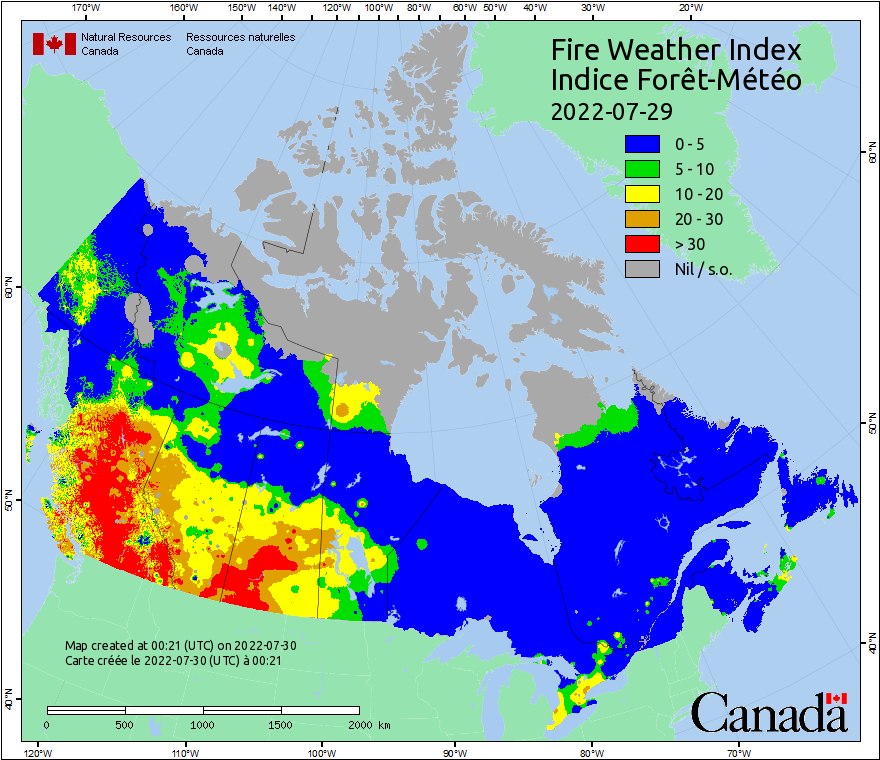 170°W 160°W 150°W 140°W 130°W 120°W 110°W 100°W 90°W 80°W 70°W 60°W 50°W 40°W 30°W 20°W
Natural Resources Canada
Ressources naturelles Canada
Fire Weather Index
Indice Forêt-Météo
2022-07-29
0 - 5
5 - 10
10 - 20
20 - 30
> 30
Nil / s.o.
60°N
50°N
40°N
60°N
50°N
40°N
Map created at 00:21 (UTC) on 2022-07-30
Carte créée le 2022-07-30 (UTC) à 00:21
0 500 1000 1500 2000 km
Canada
120°W 110°W 100°W 90°W 80°W 70°W